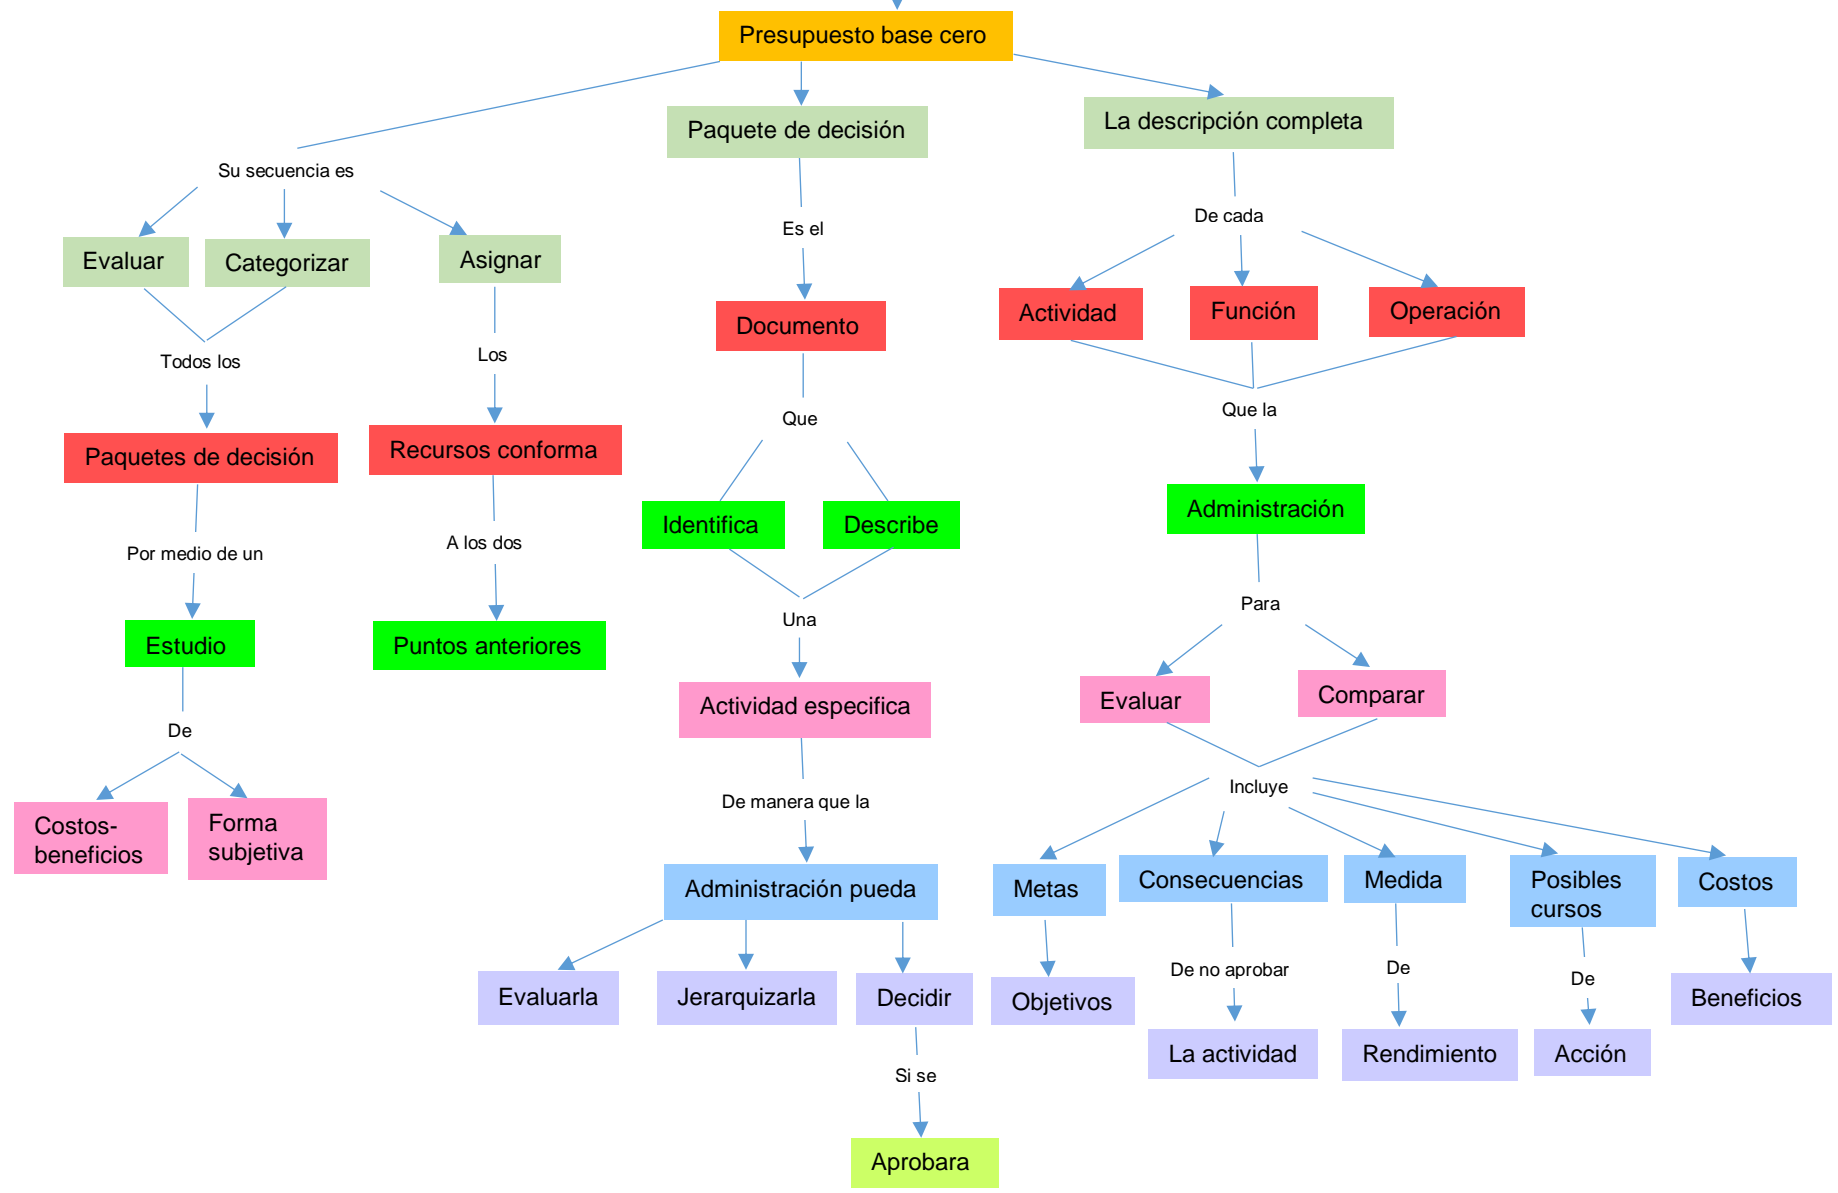 Presupuesto base cero
Paquete de decisión
La descripción completa
Su secuencia es
De cada
Es el
Evaluar
Categorizar
Asignar
Actividad
Función
Operación
Documento
Todos los
Los
Que la
Que
Paquetes de decisión
Recursos conforma
Administración
Identifica
Describe
Por medio de un
A los dos
Para
Una
Estudio
Puntos anteriores
Actividad especifica
Evaluar
Comparar
De
De manera que la
Incluye
Costos-
beneficios
Forma
subjetiva
Administración pueda
Metas
Consecuencias
Medida
Posibles
cursos
Costos
De no aprobar
De
De
Evaluarla
Jerarquizarla
Decidir
Objetivos
Beneficios
La actividad
Rendimiento
Acción
Si se
Aprobara